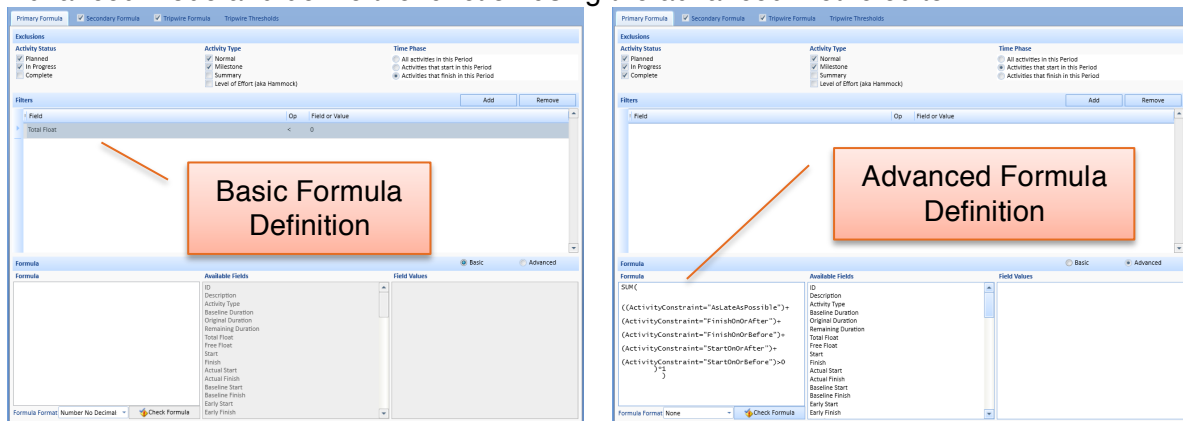 Primary Formula Secondary Formula Tripwire Formula Tripwire Thresholds
Exclusions
Activity Status Activity Type Time Phase
Planned Normal All activities in this Period
In Progress Milestone Activities that start in this Period
Complete Summary Activities that finish in this Period
Level of Effort (aka Hammock)
Filters Add Remove
Field Op Field or Value
Total Float < 0
Basic Formula
Definition
Formula Basic Advanced
Formula Available Fields Field Values
ID
Description
Activity Type
Baseline Duration
Original Duration
Remaining Duration
Total Float
Free Float
Start
Finish
Actual Start
Actual Finish
Baseline Start
Baseline Finish
Early Start
Early Finish
Formula Format Number No Decimal Check Formula
Primary Formula Secondary Formula Tripwire Formula Tripwire Thresholds
Exclusions
Activity Status Activity Type Time Phase
Planned Normal All activities in this Period
In Progress Milestone Activities that start in this Period
Complete Summary Activities that finish in this Period
Level of Effort (aka Hammock)
Filters Add Remove
Field Op Field or Value
Advanced Formula
Definition
Formula Basic Advanced
Formula Available Fields Field Values
SUM(
((ActivityConstraint="AsLateAsPossible")+
(ActivityConstraint="FinishOnOrAfter")+
(ActivityConstraint="FinishOnOrBefore")+
(ActivityConstraint="StartOnOrAfter")+
(ActivityConstraint="StartOnOrBefore")>0
)*1
)
ID
Description
Activity Type
Baseline Duration
Original Duration
Remaining Duration
Total Float
Free Float
Start
Finish
Actual Start
Actual Finish
Baseline Start
Baseline Finish
Early Start
Early Finish
Formula Format None Check Formula